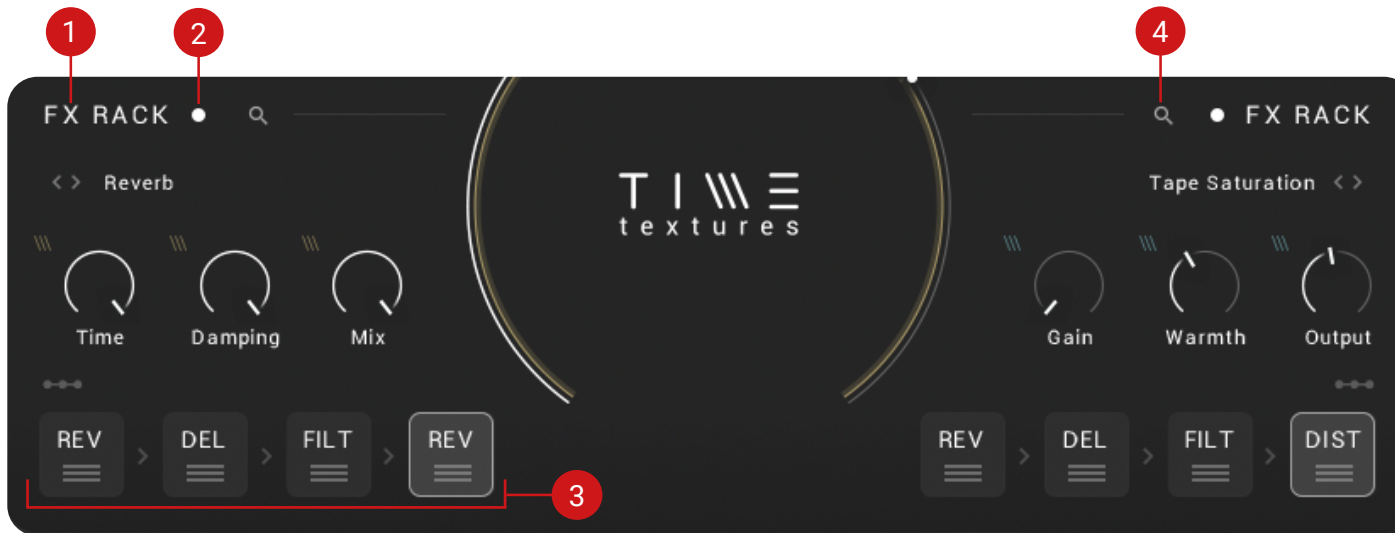 1
2
4
FX RACK
FX RACK
Reverb
Tape Saturation
TIME
textures
Time
Damping
Mix
Gain
Warmth
Output
REV
DEL
FILT
REV
REV
DEL
FILT
DIST
3